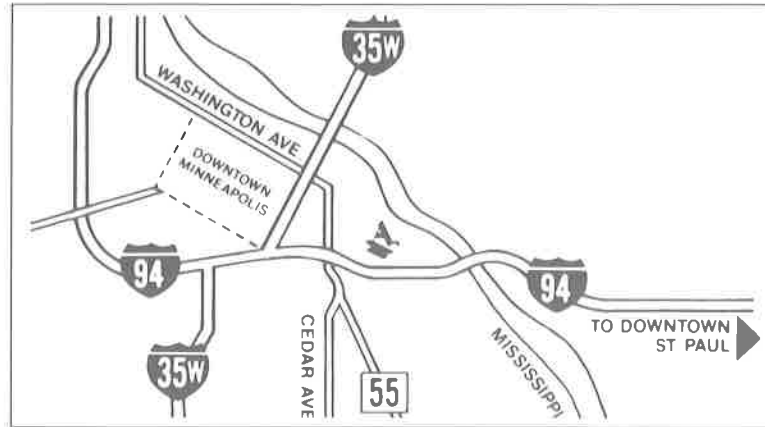 35W
WASHINGTON AVE
DOWNTOWN
MINNEAPOLIS
94
94
TO DOWNTOWN
ST PAUL
35W
CEDAR AVE
55
MISSISSIPPI